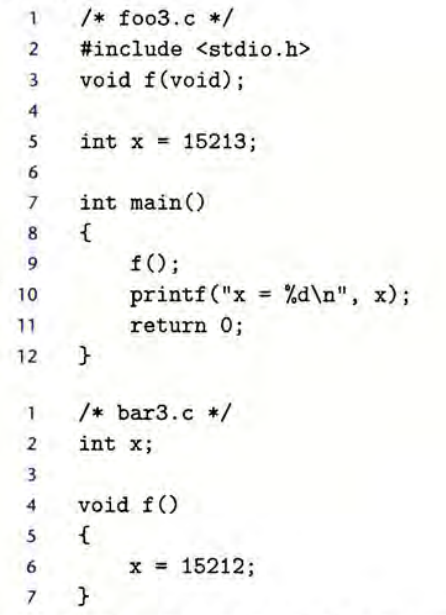 1 /* foo3.c */
2 #include <stdio.h>
3 void f(void);
4
5 int x = 15213;
6
7 int main()
8 {
9 f();
10 printf("x = %d\n", x);
11 return 0;
12 }
1 /* bar3.c */
2 int x;
3
4 void f()
5 {
6 x = 15212;
7 }